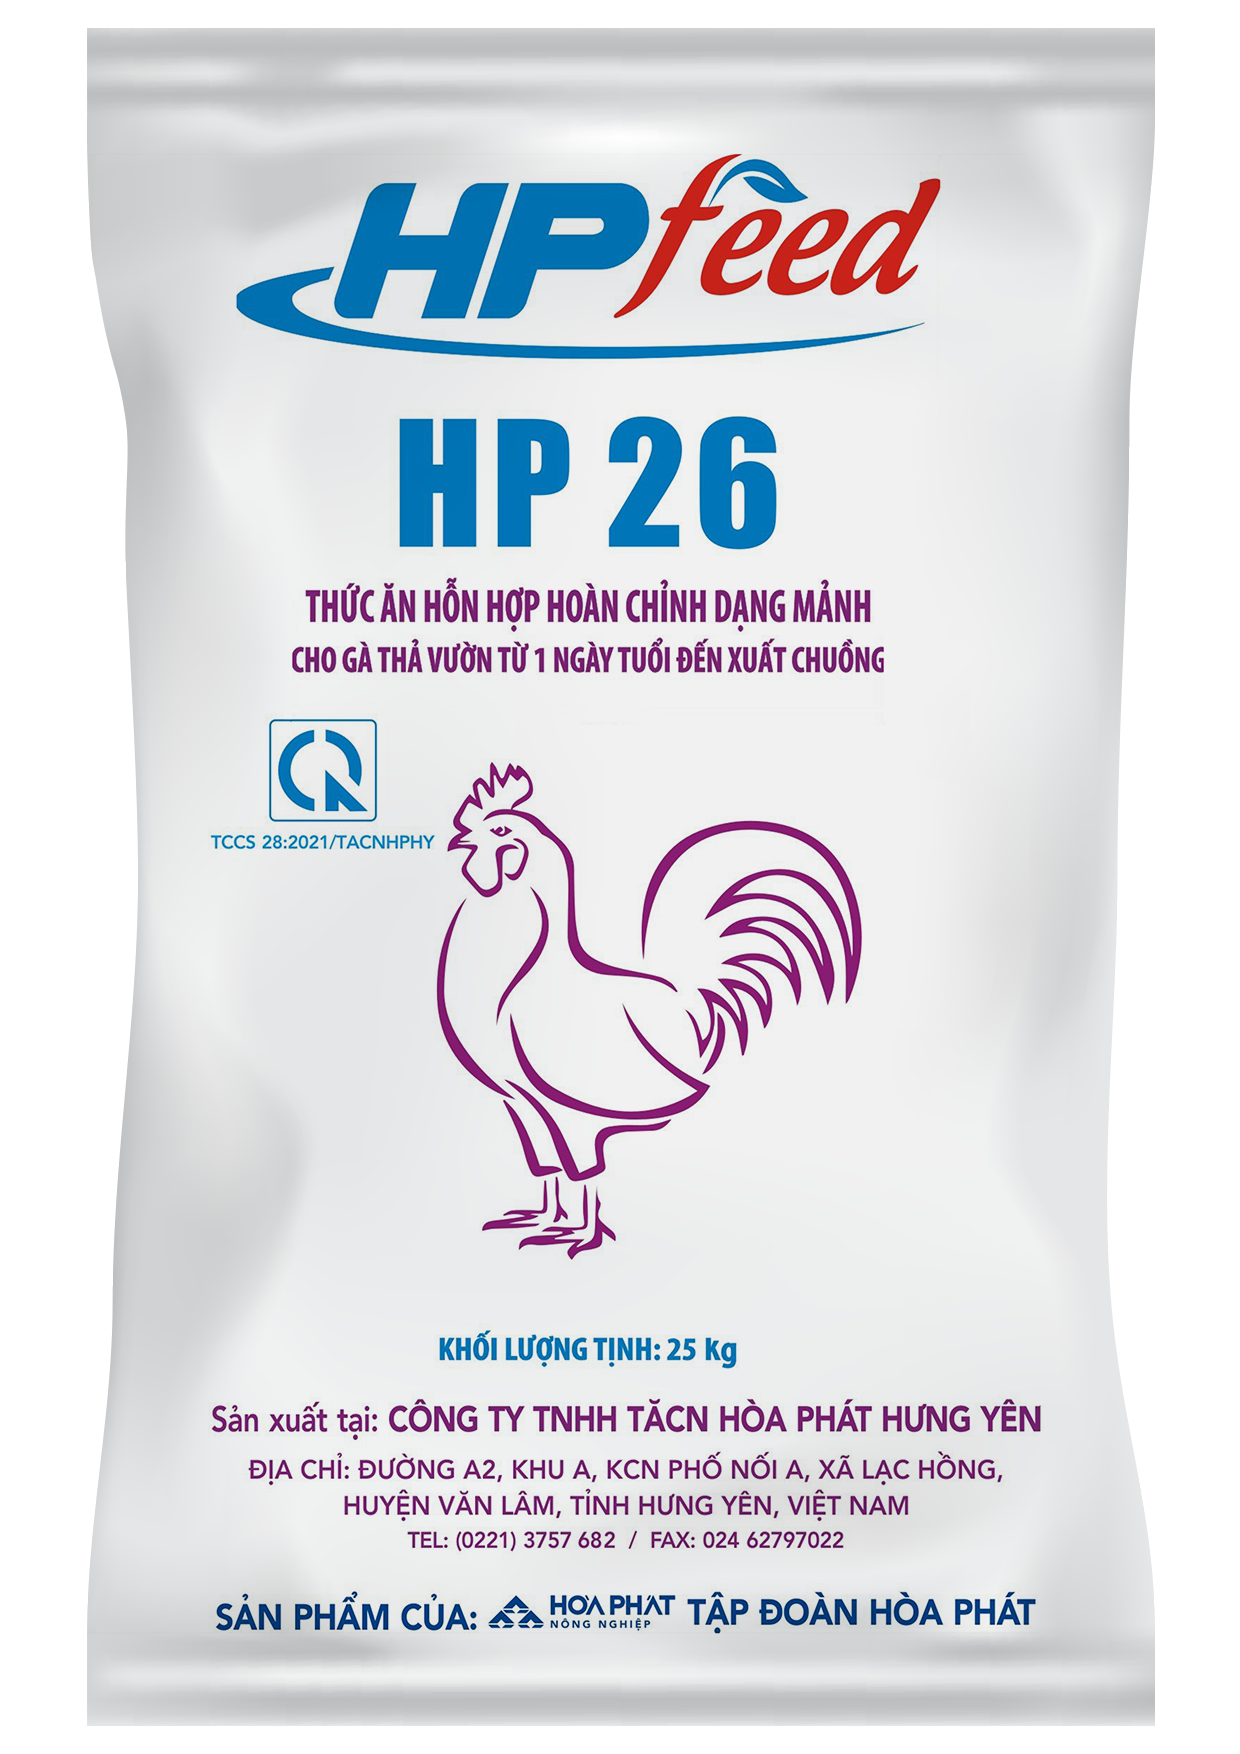 HPfeed
HP 26
THỨC ĂN HỖN HỢP HOÀN CHỈNH DẠNG MẢNH
CHO GÀ THẢ VƯỜN TỪ 1 NGÀY TUỔI ĐẾN XUẤT CHUỒNG
CR
TCCS 28:2021/TACNHPHY
KHỐI LƯỢNG TỊNH: 25 kg
Sản xuất tại: CÔNG TY TNHH TĂCN HÒA PHÁT HƯNG YÊN
ĐỊA CHỈ: ĐƯỜNG A2, KHU A, KCN PHỐ NỐI A, XÃ LẠC HỒNG,
HUYỆN VĂN LÂM, TỈNH HƯNG YÊN, VIỆT NAM
TEL: (0221) 3757 682 / FAX: 024 62797022
SẢN PHẨM CỦA: HOA PHAT NÔNG NGHIỆP TẬP ĐOÀN HÒA PHÁT